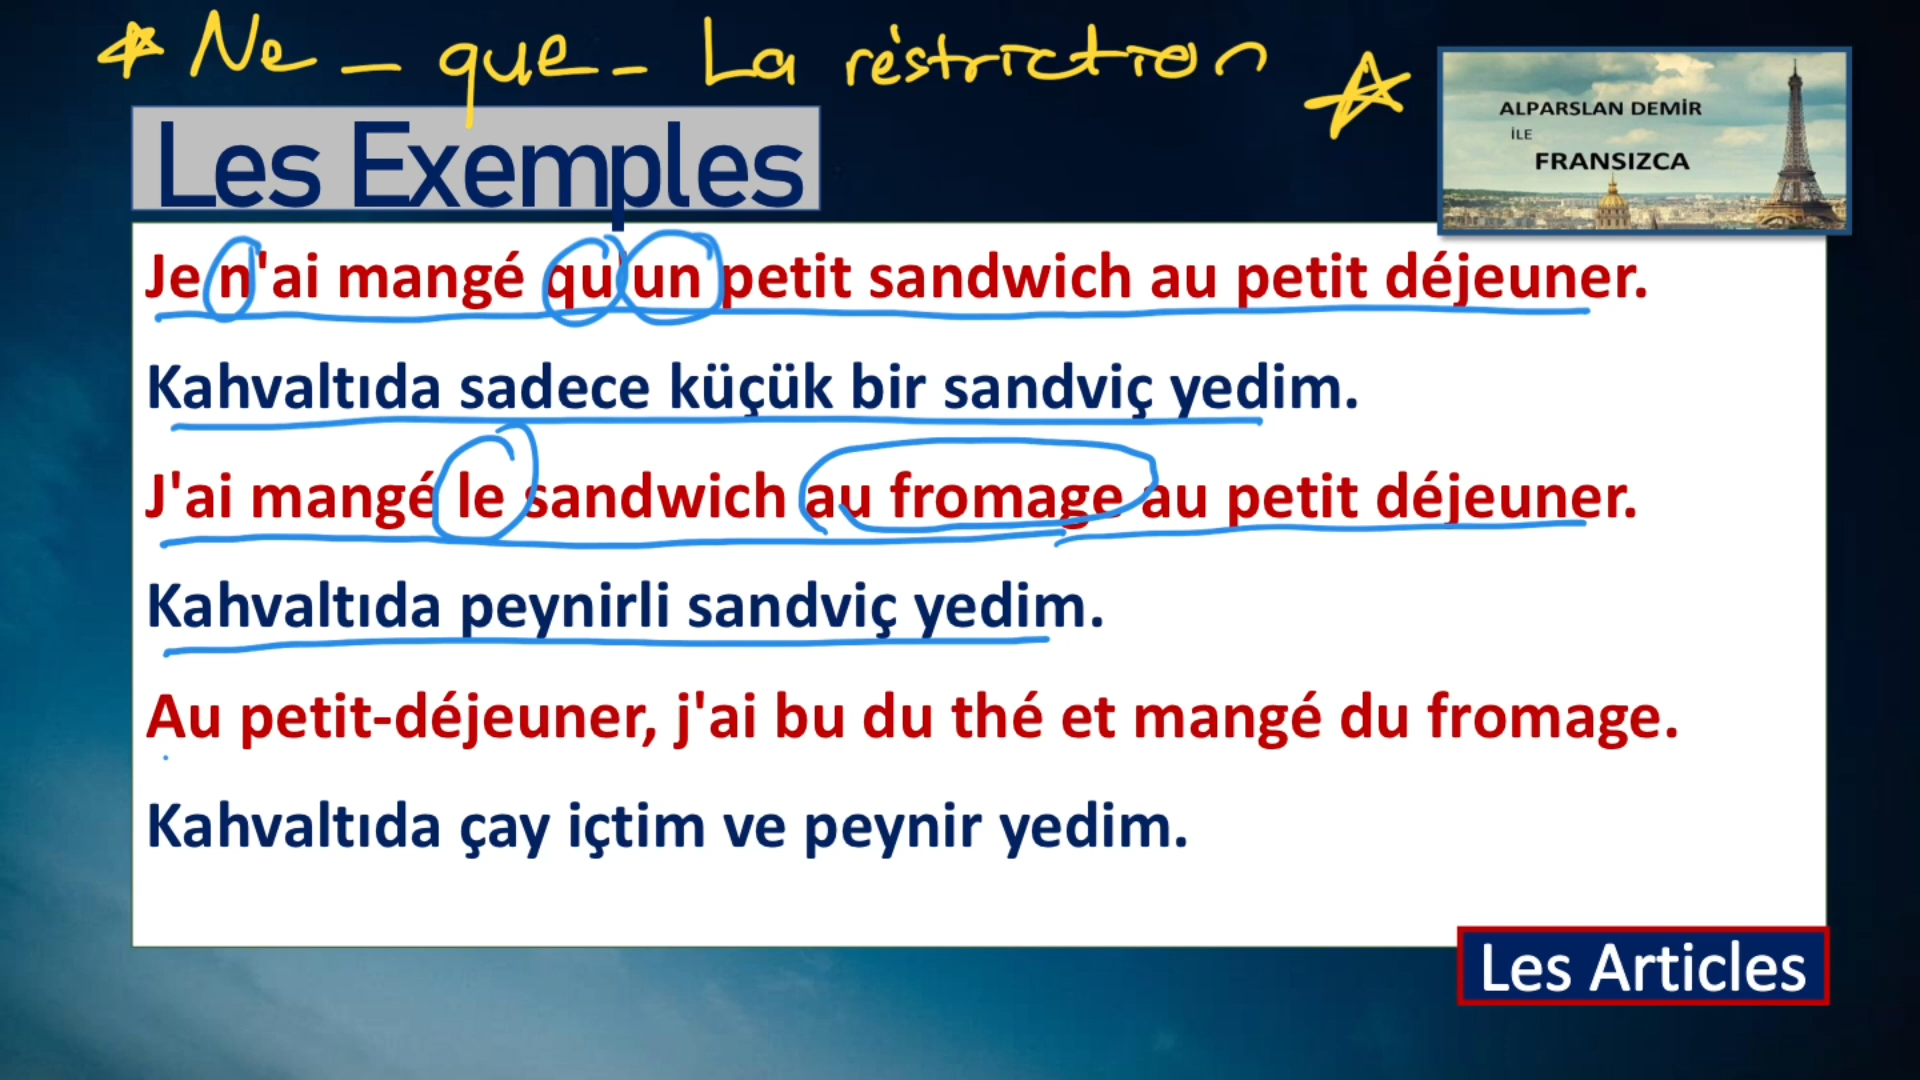 Ne - que - La réstriction
ALPARSLAN DEMİR
İLE
FRANSIZCA
Les Exemples
Je n'ai mangé qu'un petit sandwich au petit déjeuner.
Kahvaltıda sadece küçük bir sandviç yedim.
J'ai mangé le sandwich au fromage au petit déjeuner.
Kahvaltıda peynirli sandviç yedim.
Au petit-déjeuner, j'ai bu du thé et mangé du fromage.
Kahvaltıda çay içtim ve peynir yedim.
Les Articles